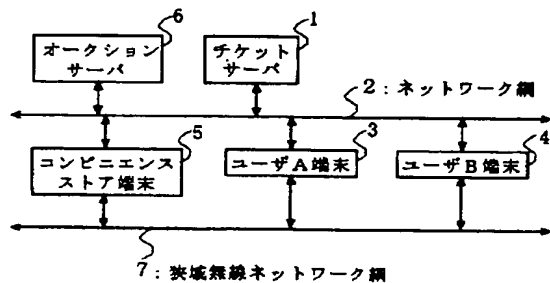 6
オークション
サーバ
1
チケット
サーバ
2：ネットワーク網
5
コンビニエンス
ストア端末
3
ユーザA端末
4
ユーザB端末
7：狭域無線ネットワーク網